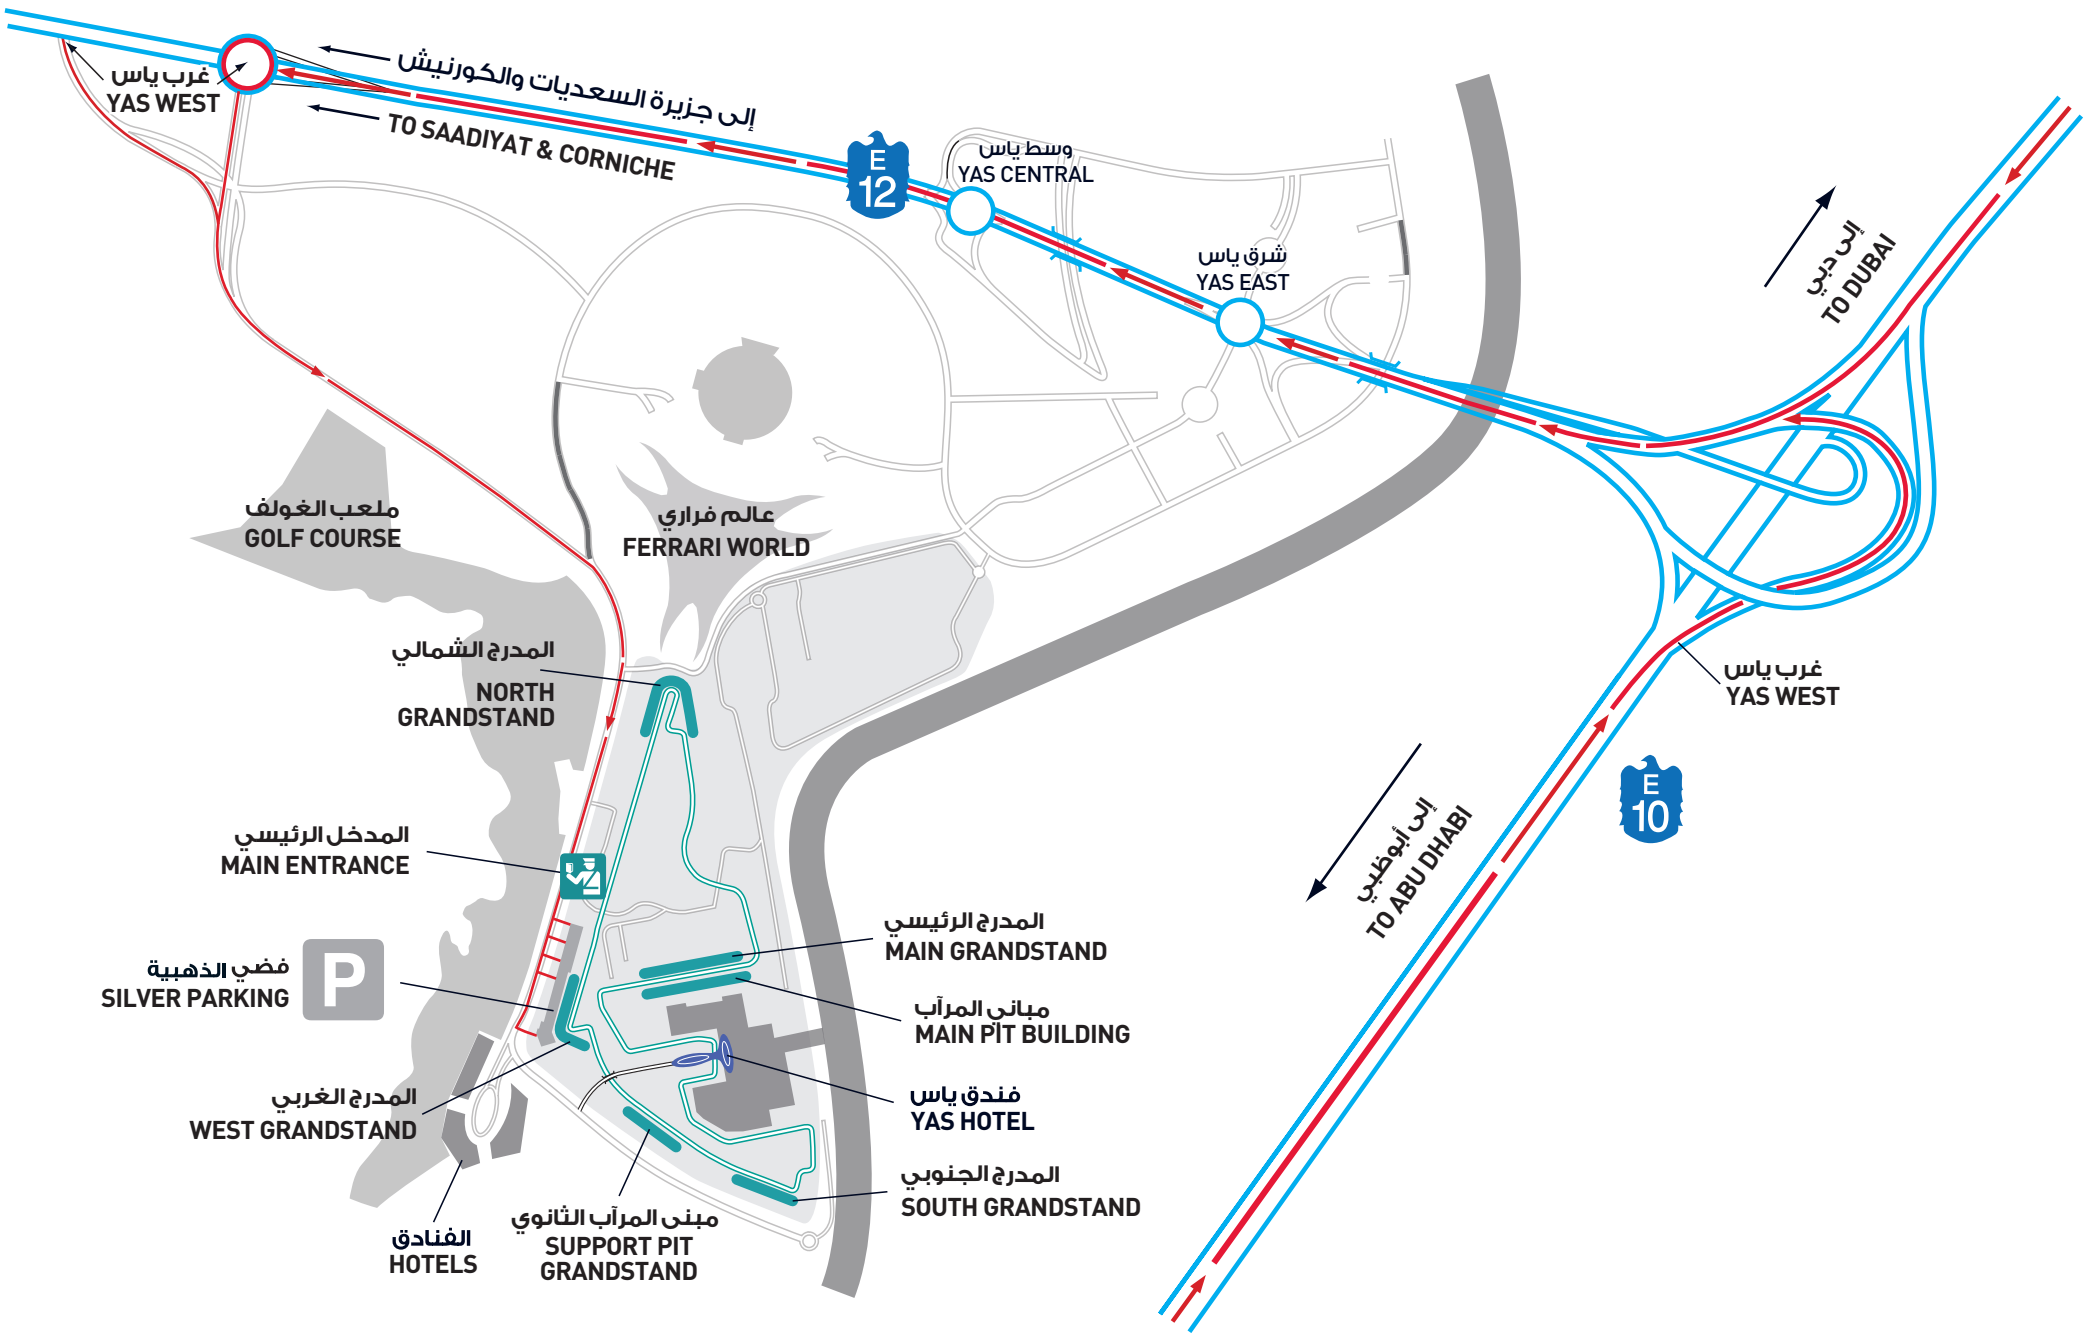 غرب ياس
YAS WEST
إلى جزيرة السعديات والكورنيش
TO SAADIYAT & CORNICHE
E
12
وسط ياس
YAS CENTRAL
شرق ياس
YAS EAST
إلى دبي
TO DUBAI
ملعب الغولف
GOLF COURSE
عالم فراري
FERRARI WORLD
المدرج الشمالي
NORTH
GRANDSTAND
غرب ياس
YAS WEST
E
10
إلى أبوظبي
TO ABU DHABI
المدخل الرئيسي
MAIN ENTRANCE
المدرج الرئيسي
MAIN GRANDSTAND
فضي الذهبية
SILVER PARKING
P
مباني المرآب
MAIN PIT BUILDING
المدرج الغربي
WEST GRANDSTAND
فندق ياس
YAS HOTEL
المدرج الجنوبي
SOUTH GRANDSTAND
الفنادق
HOTELS
مبنى المرآب الثانوي
SUPPORT PIT
GRANDSTAND